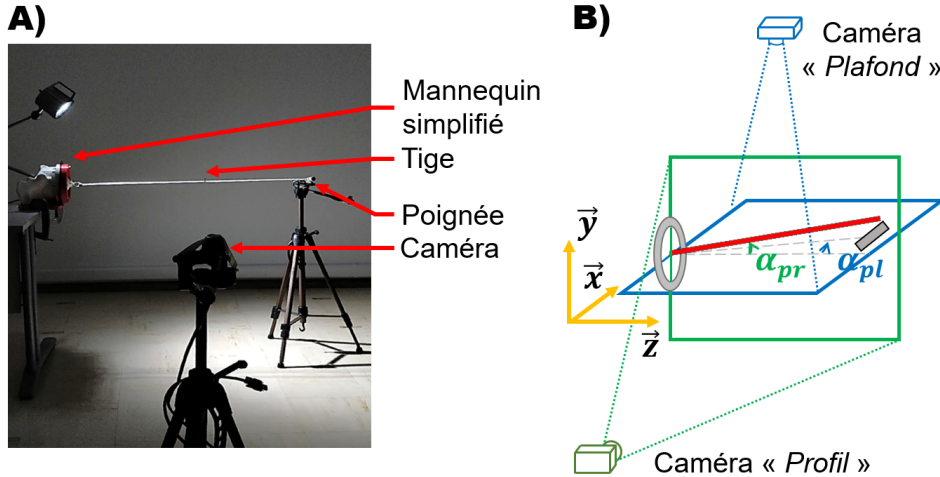 A)
Mannequin
simplifié
Tige
Poignée
Caméra
B)
Caméra
« Plafond »
y
x
z
αpr
αpl
Caméra « Profil »